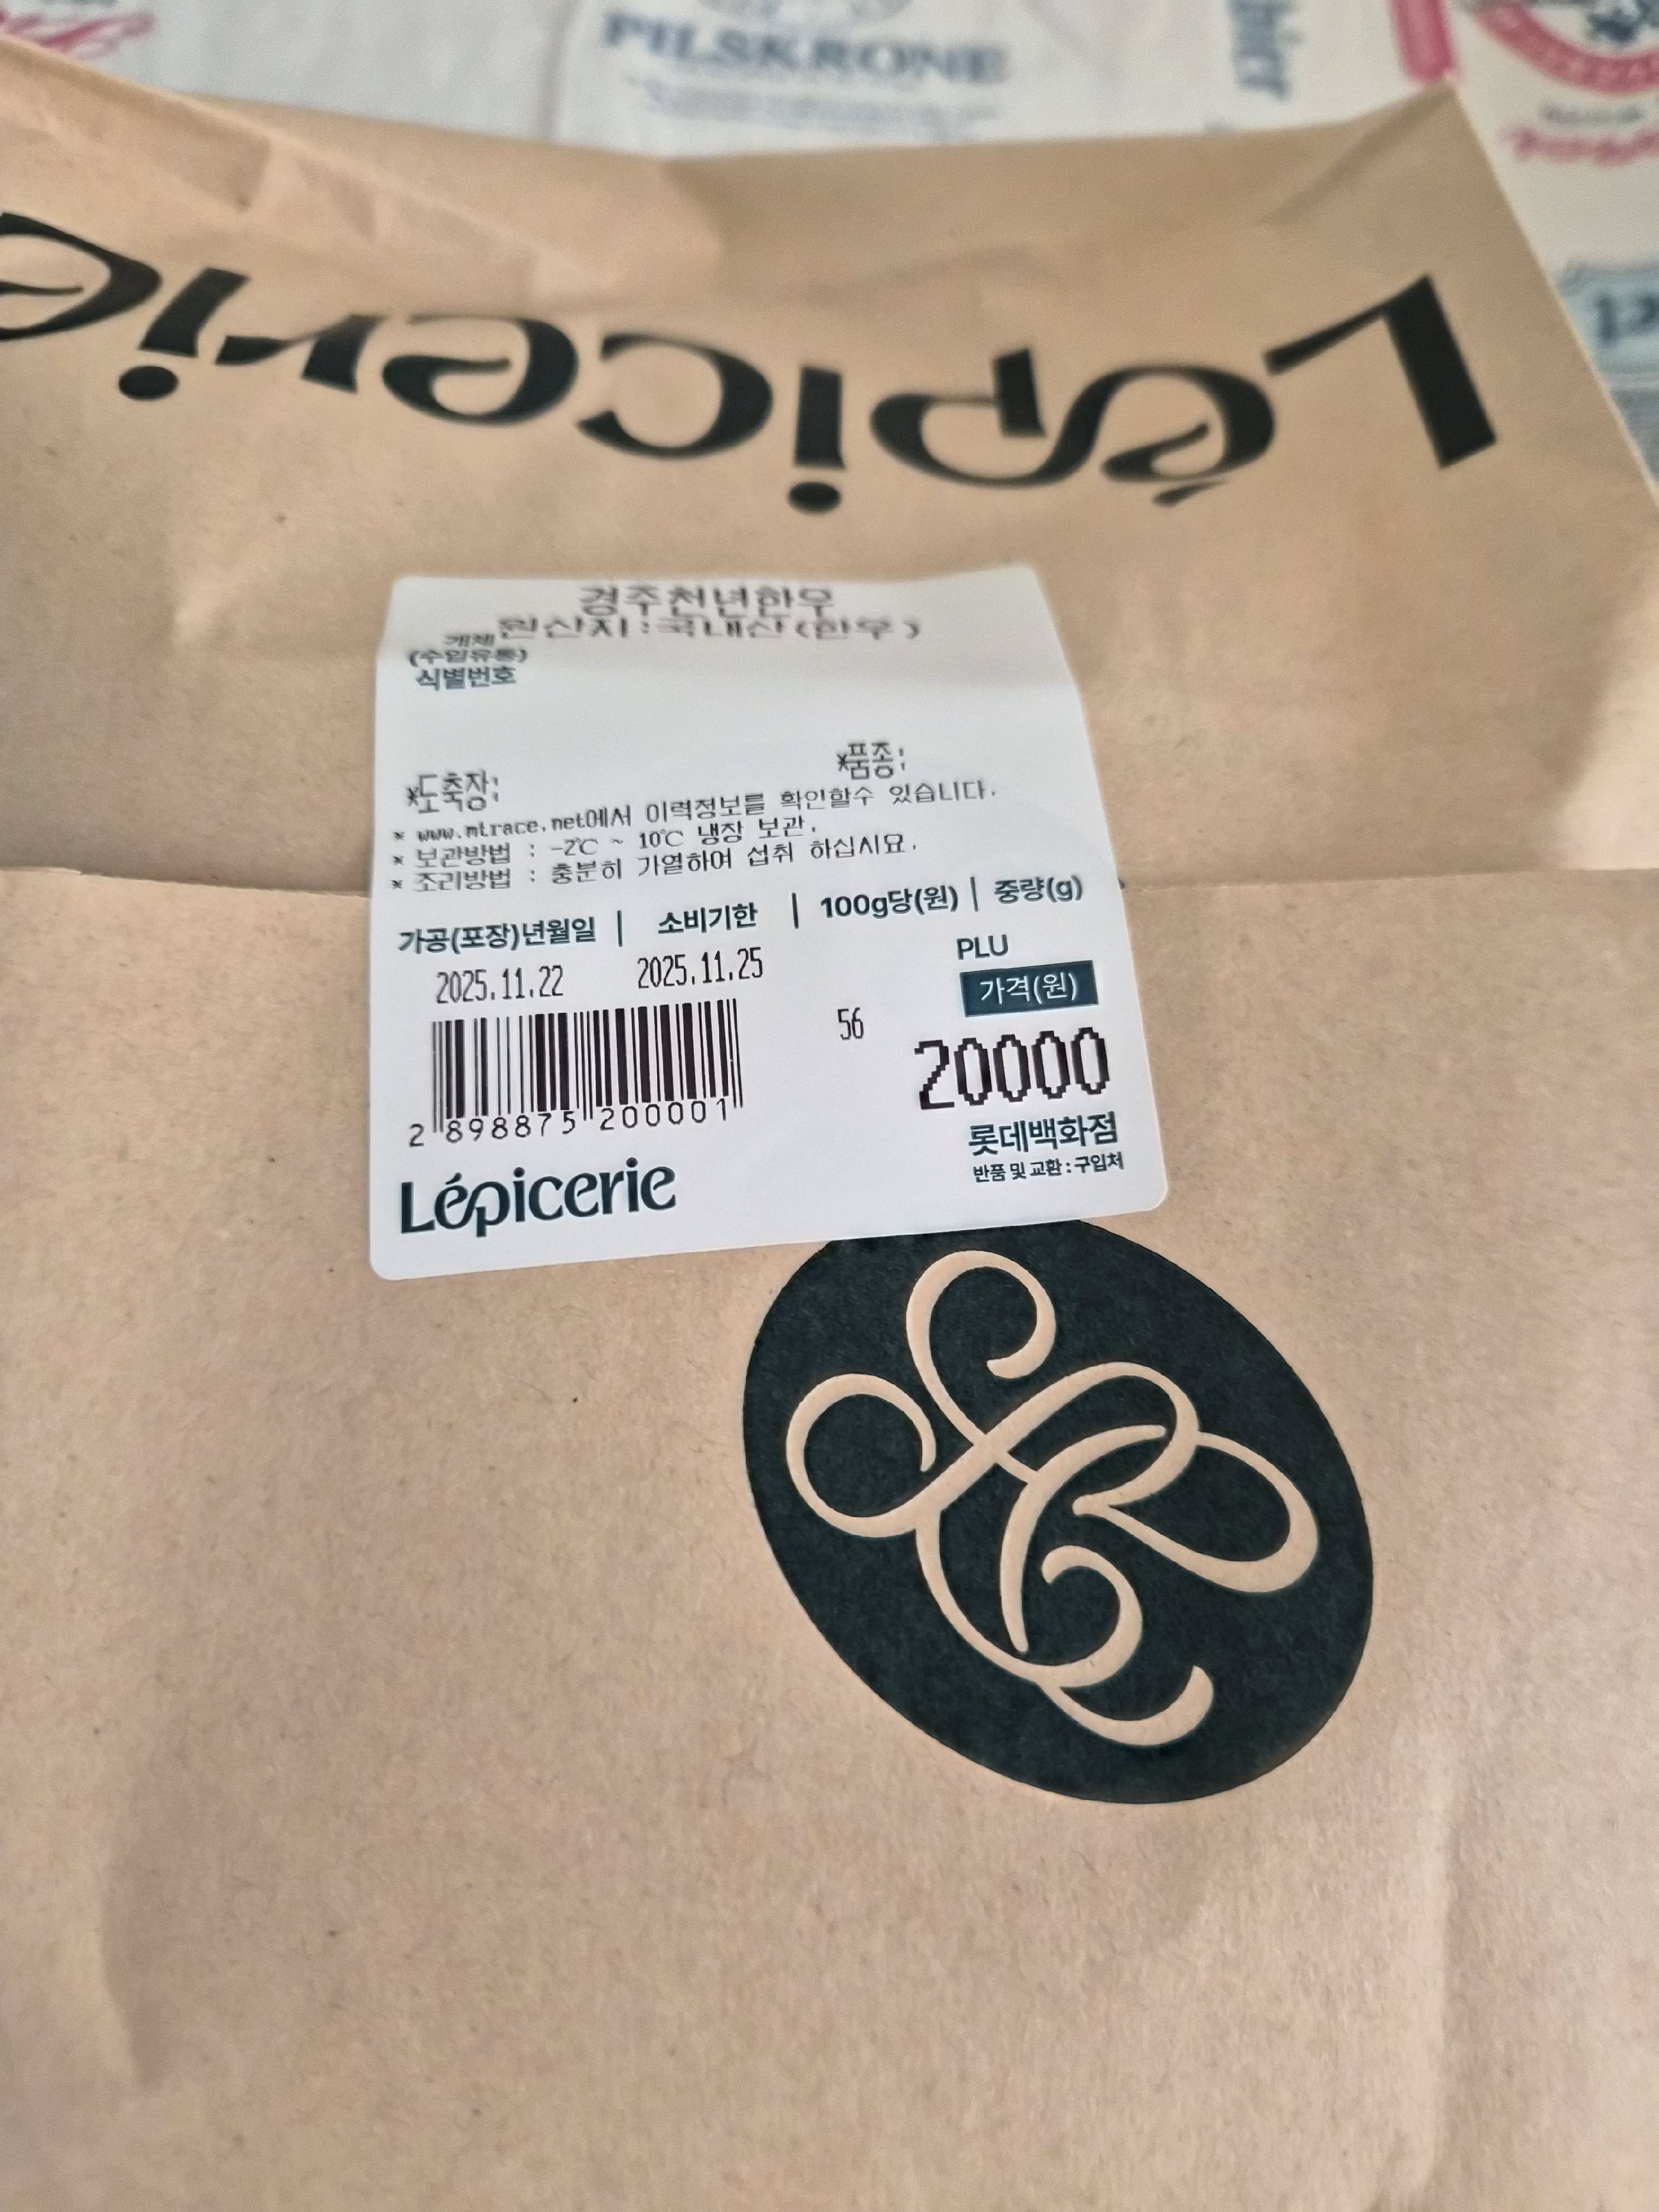 PILSKRONE
Lépicerie
경주천년한우
원산지:국내산(한우)
개체
(수입유통)
식별번호
*품종:
*도축장:
* www.mtrace.net에서 이력정보를 확인할수 있습니다.
* 보관방법 : -2℃ ~ 10℃ 냉장 보관.
* 조리방법 : 충분히 가열하여 섭취 하십시묘.
가공(포장)년월일 | 소비기한 | 100g당(원) | 중량(g)
2025.11.22 2025.11.25
PLU
가격(원)
56
20000
2 898875 200001
롯데백화점
반품 및 교환 : 구입처
Lépicerie